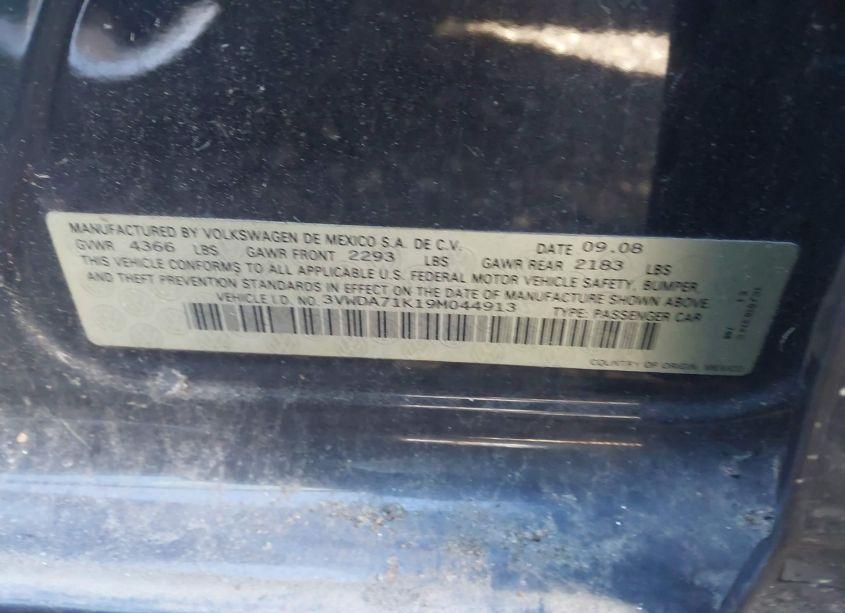 MANUFACTURED BY VOLKSWAGEN DE MEXICO S.A. DE C.V. DATE 09.08
GVWR 4366 LBS GAWR FRONT 2293 LBS GAWR REAR 2183 LBS
THIS VEHICLE CONFORMS TO ALL APPLICABLE U.S. FEDERAL MOTOR VEHICLE SAFETY, BUMPER,
AND THEFT PREVENTION STANDARDS IN EFFECT ON THE DATE OF MANUFACTURE SHOWN ABOVE.
VEHICLE I.D. NO. 3VWDA71K19M044913 TYPE: PASSENGER CAR
COUNTRY OF ORIGIN: MEXICO